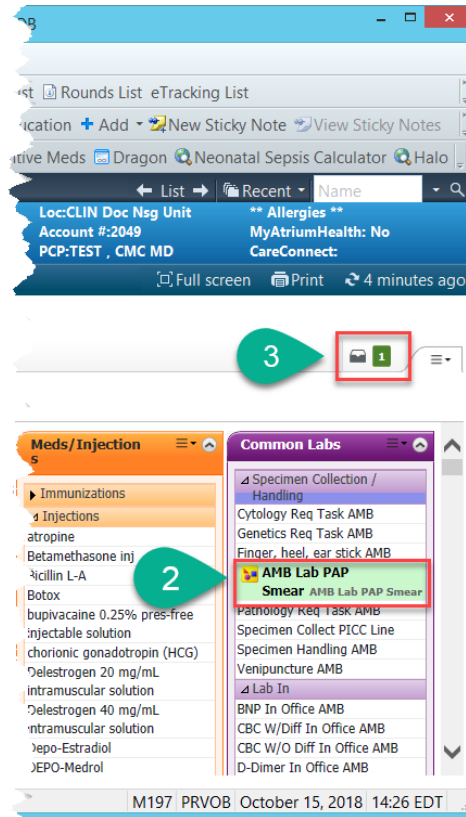 OB
ist Rounds List eTracking List
ucation Add New Sticky Note View Sticky Notes
itive Meds Dragon Neonatal Sepsis Calculator Halo
List Recent Name
Loc:CLIN Doc Nsg Unit ** Allergies **
Account #:2049 MyAtriumHealth: No
PCP:TEST , CMC MD CareConnect:
Full screen Print 4 minutes ago
3 1
Meds/Injection
s
Immunizations
Injections
atropine
Betamethasone inj
Bicillin L-A
Botox
bupivacaine 0.25% pres-free
injectable solution
chorionic gonadotropin (HCG)
Delestrogen 20 mg/mL
intramuscular solution
Delestrogen 40 mg/mL
intramuscular solution
Depo-Estradiol
DEPO-Medrol
2
Common Labs
Specimen Collection /
Handling
Cytology Req Task AMB
Genetics Req Task AMB
Finger, heel, ear stick AMB
AMB Lab PAP
Smear AMB Lab PAP Smear
Pathology Req Task AMB
Specimen Collect PICC Line
Specimen Handling AMB
Venipuncture AMB
Lab In
BNP In Office AMB
CBC W/Diff In Office AMB
CBC W/O Diff In Office AMB
D-Dimer In Office AMB
M197 PRVOB October 15, 2018 14:26 EDT